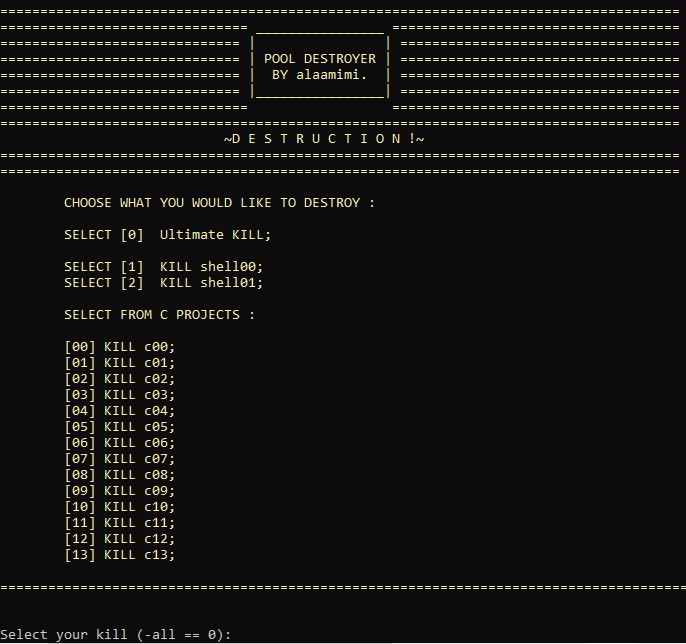 POOL DESTROYER
BY alaamimi.
~D E S T R U C T I O N !~
CHOOSE WHAT YOU WOULD LIKE TO DESTROY :
SELECT [0]  Ultimate KILL;
SELECT [1]  KILL shell00;
SELECT [2]  KILL shell01;
SELECT FROM C PROJECTS :
[00] KILL c00;
[01] KILL c01;
[02] KILL c02;
[03] KILL c03;
[04] KILL c04;
[05] KILL c05;
[06] KILL c06;
[07] KILL c07;
[08] KILL c08;
[09] KILL c09;
[10] KILL c10;
[11] KILL c11;
[12] KILL c12;
[13] KILL c13;
Select your kill (-all == 0):